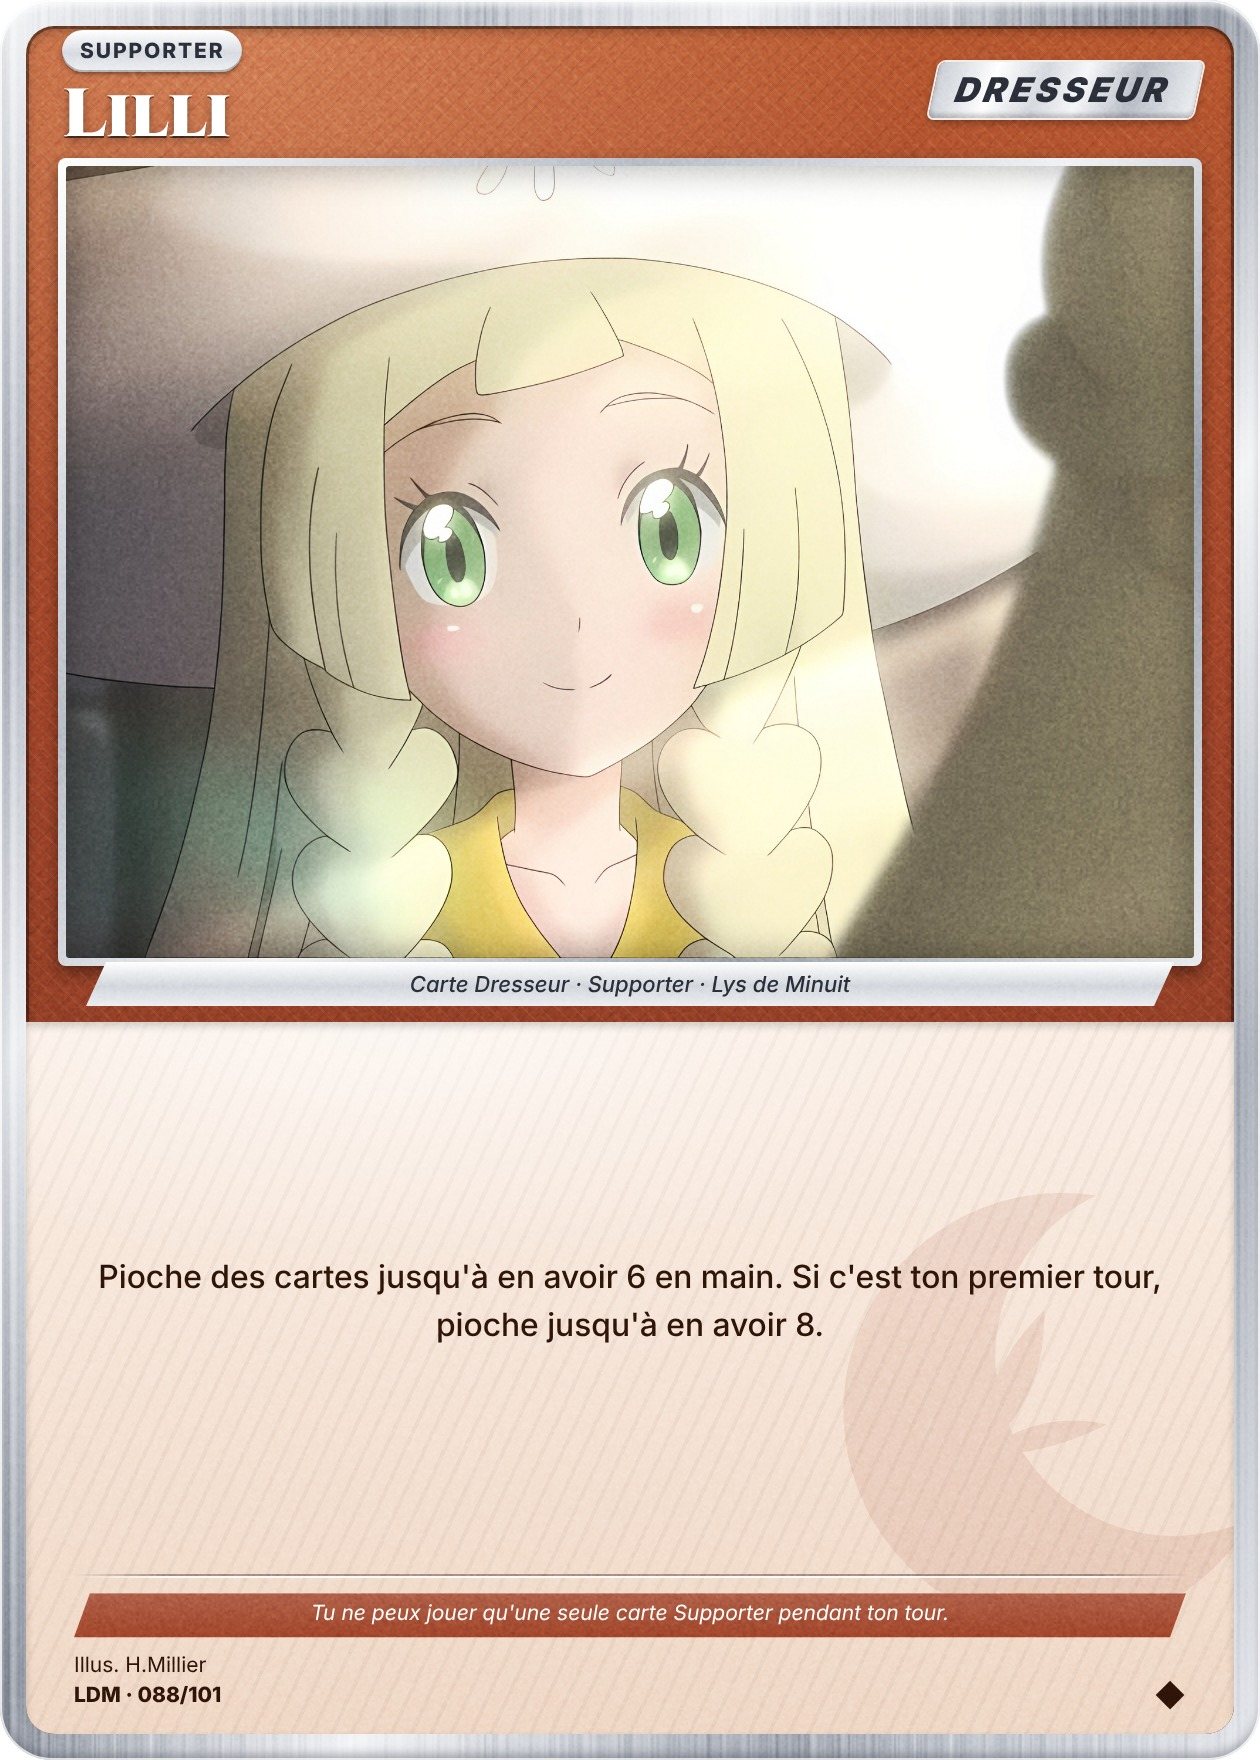 SUPPORTER
LILLI
DRESSEUR
Carte Dresseur · Supporter · Lys de Minuit
Pioche des cartes jusqu'à en avoir 6 en main. Si c'est ton premier tour,
pioche jusqu'à en avoir 8.
Tu ne peux jouer qu'une seule carte Supporter pendant ton tour.
Illus. H.Millier
LDM · 088/101